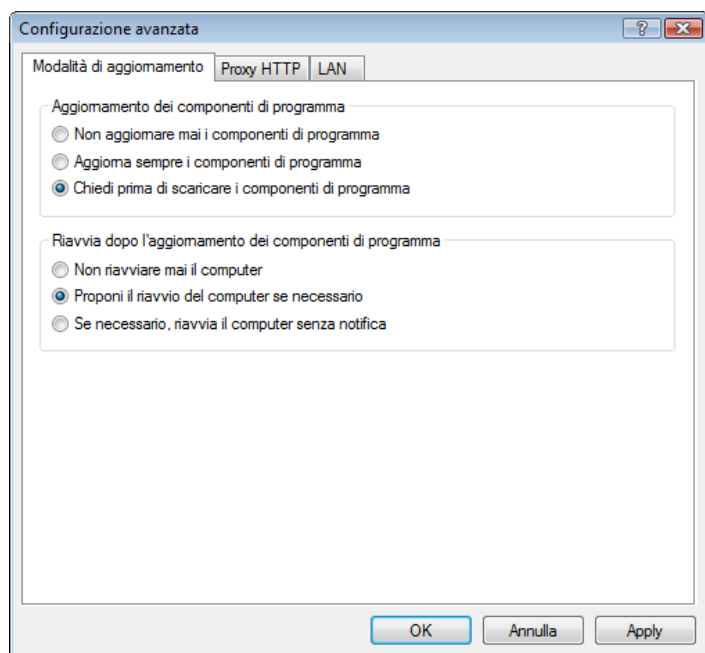 Configurazione avanzata
Modalità di aggiornamento
Proxy HTTP
LAN
Aggiornamento dei componenti di programma
Non aggiornare mai i componenti di programma
Aggiorna sempre i componenti di programma
Chiedi prima di scaricare i componenti di programma
Riavvia dopo l'aggiornamento dei componenti di programma
Non riavviare mai il computer
Proponi il riavvio del computer se necessario
Se necessario, riavvia il computer senza notifica
OK
Annulla
Apply